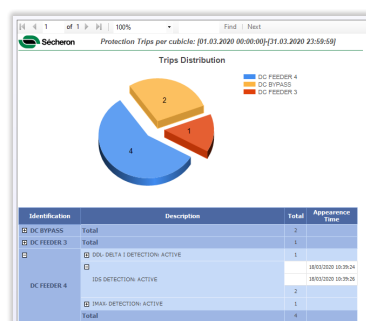 1 of 1 100% Find | Next
Sécheron Protection Trips per cubicle: [01.03.2020 00:00:00]-[31.03.2020 23:59:59]
Trips Distribution
DC FEEDER 4
DC BYPASS
DC FEEDER 3
2
1
4
Identification Description Total Appearence Time
DC BYPASS Total 2
DC FEEDER 3 Total 1
DC FEEDER 4 DDL- DELTA I DETECTION: ACTIVE 1
IDS DETECTION: ACTIVE 18/03/2020 10:39:24
18/03/2020 10:39:26
2
IMAX- DETECTION: ACTIVE 1
Total 4